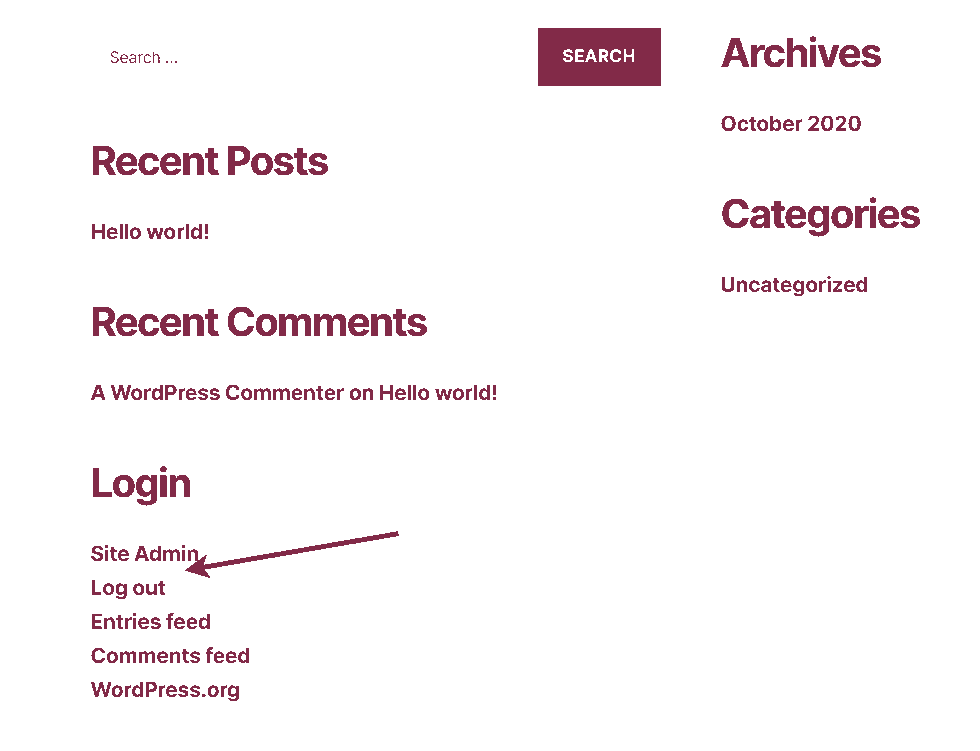 Search ...
SEARCH
Recent Posts
Hello world!
Recent Comments
A WordPress Commenter on Hello world!
Login
Site Admin
Log out
Entries feed
Comments feed
WordPress.org
Archives
October 2020
Categories
Uncategorized